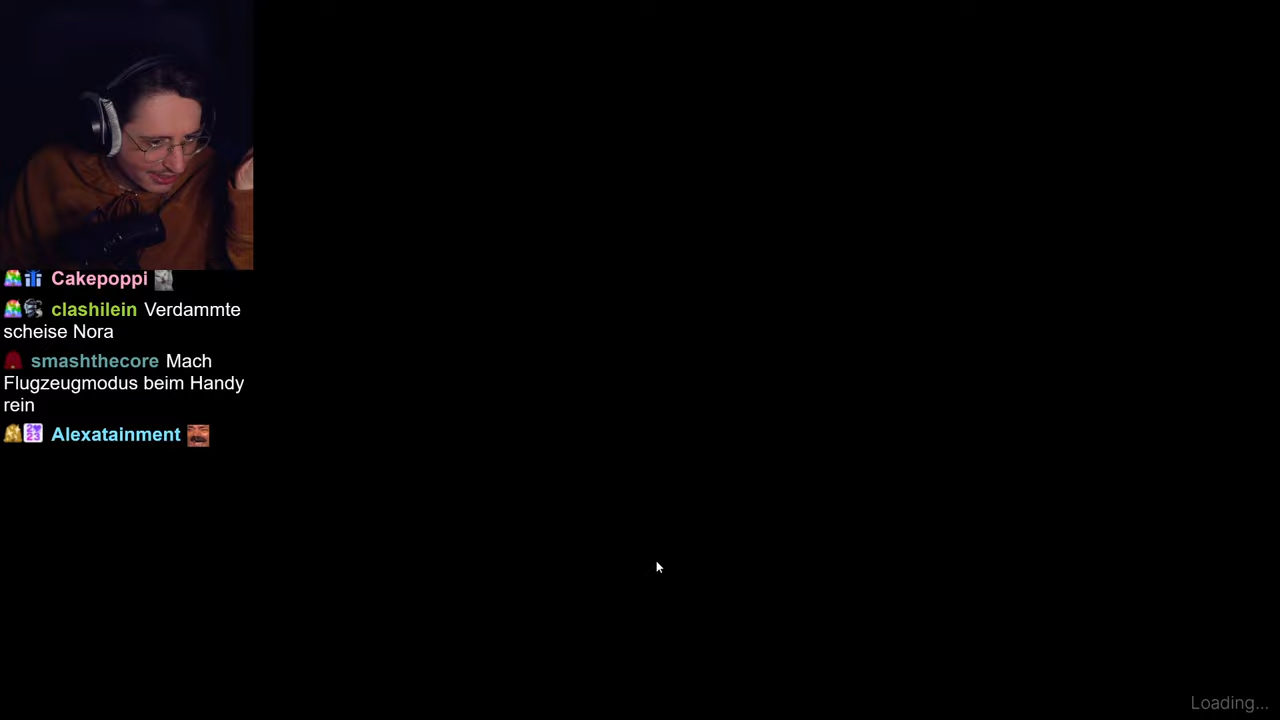 Cakepoppi
clashilein Verdammte
scheise Nora
smashthecore Mach
Flugzeugmodus beim Handy
rein
Alexatainment
Loading...